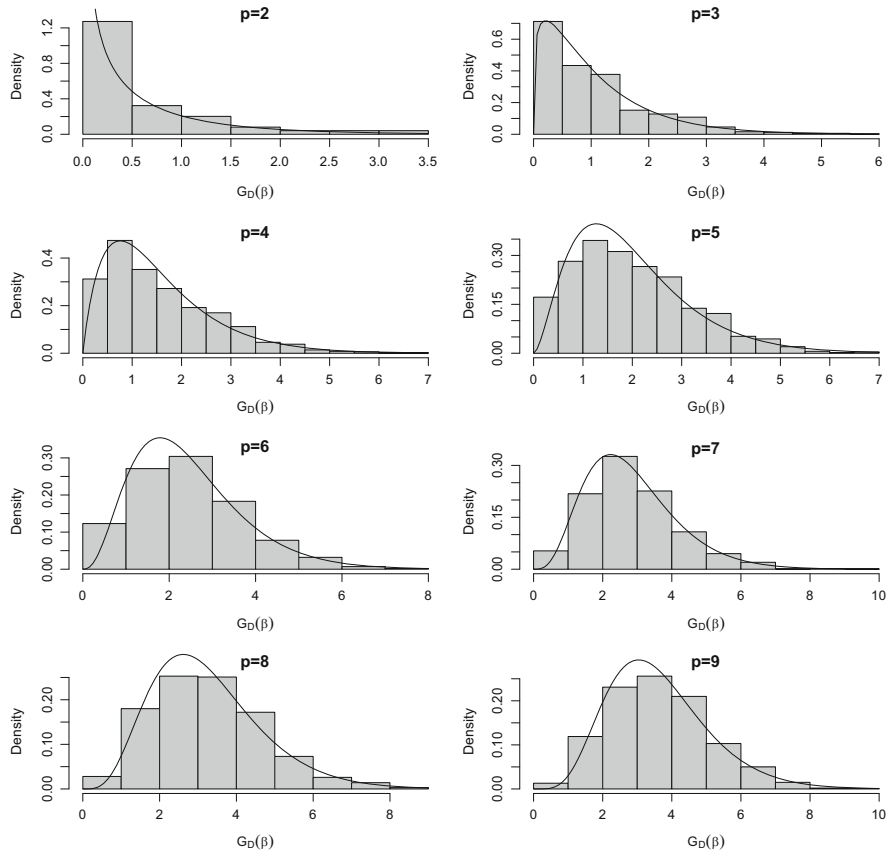 p=2
Density
0.0 0.4 0.8 1.2
0.0 0.5 1.0 1.5 2.0 2.5 3.0 3.5
G_D(β)
p=3
Density
0.0 0.2 0.4 0.6
0 1 2 3 4 5 6
G_D(β)
p=4
Density
0.0 0.2 0.4
0 1 2 3 4 5 6 7
G_D(β)
p=5
Density
0.00 0.15 0.30
0 1 2 3 4 5 6 7
G_D(β)
p=6
Density
0.00 0.10 0.20 0.30
0 2 4 6 8
G_D(β)
p=7
Density
0.00 0.15 0.30
0 2 4 6 8 10
G_D(β)
p=8
Density
0.00 0.10 0.20
0 2 4 6 8
G_D(β)
p=9
Density
0.00 0.10 0.20
0 2 4 6 8 10
G_D(β)